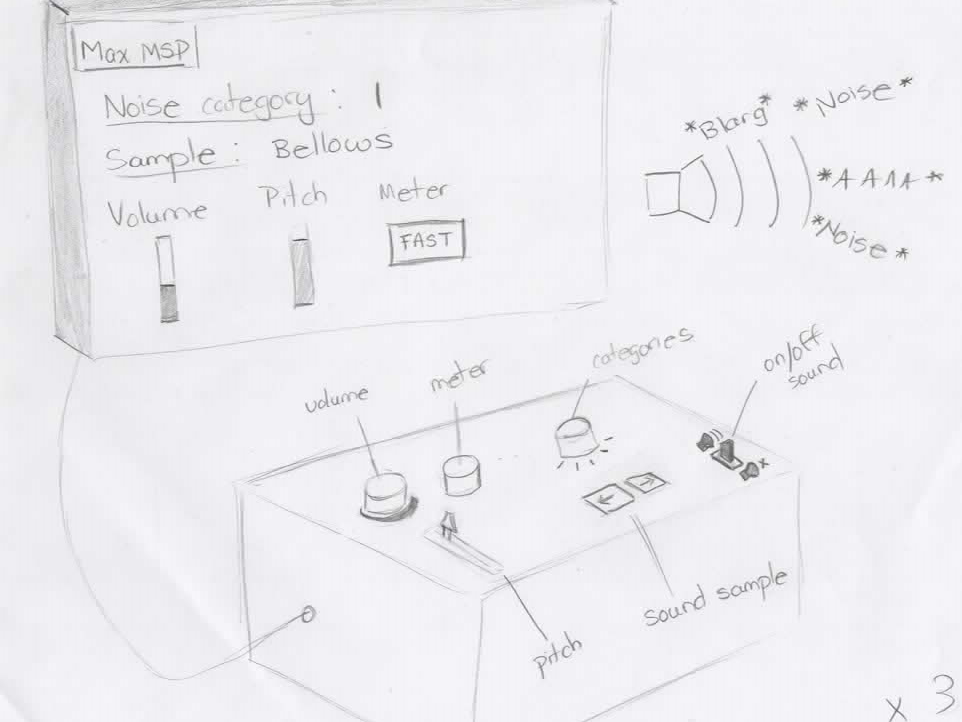 Max MSP
Noise category : 1
Sample : Bellows
Volume
Pitch
Meter
FAST
*Blarg*
*Noise*
*AAAA*
*Noise*
volume
meter
categories
on/off
sound
← →
pitch
sound sample
x 3